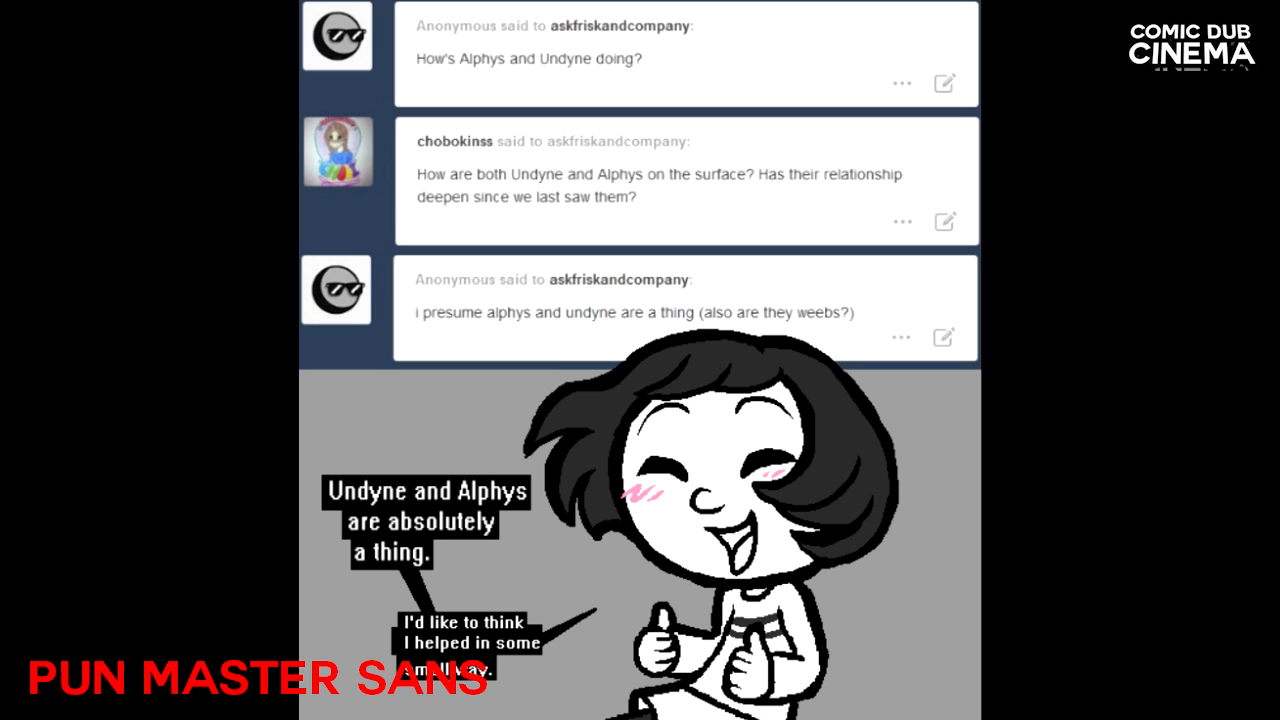 Anonymous said to askfriskandcompany:
How's Alphys and Undyne doing?
COMIC DUB
CINEMA
chobokinss said to askfriskandcompany:
How are both Undyne and Alphys on the surface? Has their relationship
deepen since we last saw them?
Anonymous said to askfriskandcompany:
i presume alphys and undyne are a thing (also are they weebs?)
Undyne and Alphys
are absolutely
a thing.
I'd like to think
I helped in some
small way.
PUN MASTER SANS